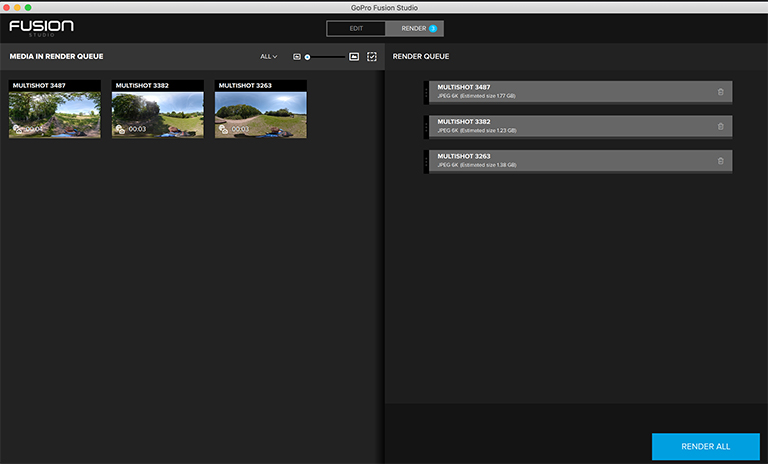 GoPro Fusion Studio
FUSION
STUDIO
EDIT
RENDER 3
MEDIA IN RENDER QUEUE
ALL
RENDER QUEUE
MULTISHOT 3487
MULTISHOT 3382
MULTISHOT 3263
00:04
00:03
00:03
MULTISHOT 3487
JPEG 6K (Estimated size 1.77 GB)
MULTISHOT 3382
JPEG 6K (Estimated size 1.23 GB)
MULTISHOT 3263
JPEG 6K (Estimated size 1.38 GB)
RENDER ALL